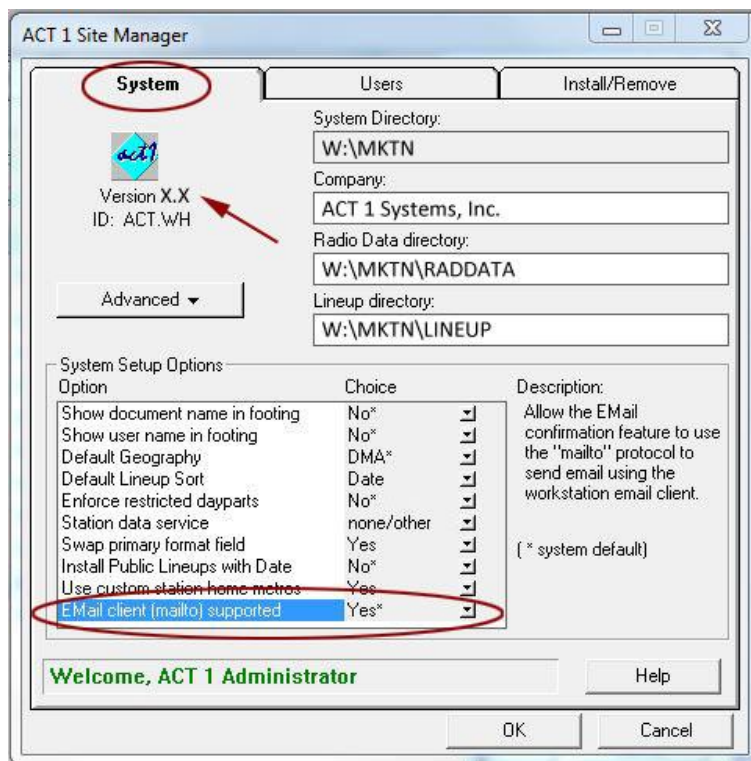 ACT 1 Site Manager
System
Users
Install/Remove
act1
Version X.X
ID: ACT.WH
Advanced
System Directory:
W:\MKTN
Company:
ACT 1 Systems, Inc.
Radio Data directory:
W:\MKTN\RADDATA
Lineup directory:
W:\MKTN\LINEUP
System Setup Options
Option Choice
Show document name in footing No*
Show user name in footing No*
Default Geography DMA*
Default Lineup Sort Date
Enforce restricted dayparts No*
Station data service none/other
Swap primary format field Yes
Install Public Lineups with Date No*
Use custom station home metros Yes
EMail client (mailto) supported Yes*
Description:
Allow the EMail
confirmation feature to use
the "mailto" protocol to
send email using the
workstation email client.
( * system default)
Welcome, ACT 1 Administrator
Help
OK
Cancel